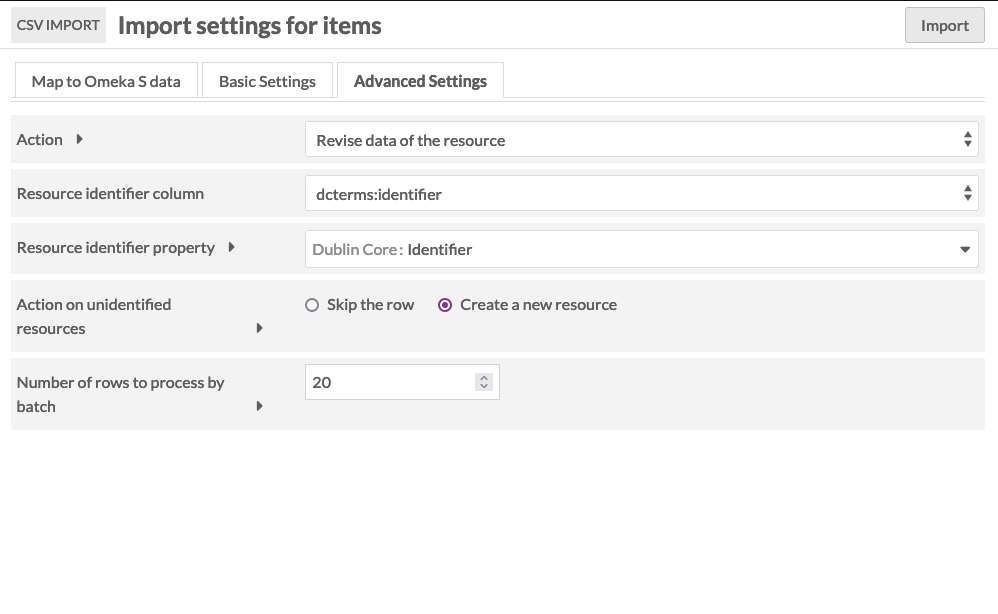 CSV IMPORT Import settings for items Import
Map to Omeka S data Basic Settings Advanced Settings
Action Revise data of the resource
Resource identifier column dcterms:identifier
Resource identifier property Dublin Core : Identifier
Action on unidentified
resources
Skip the row Create a new resource
Number of rows to process by
batch
20